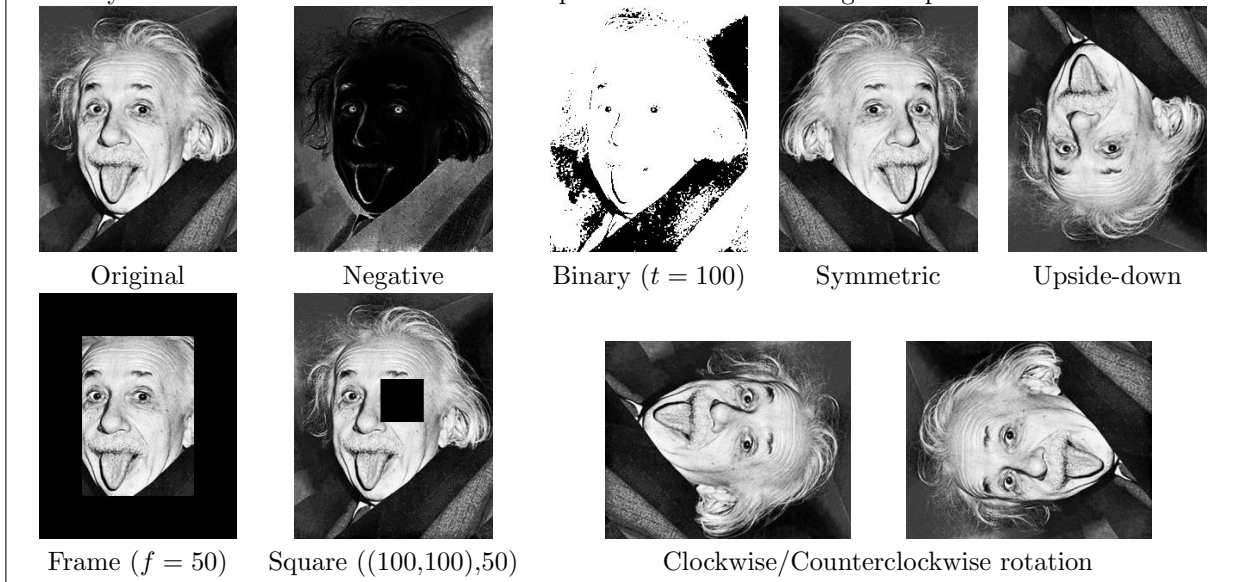 Original
Negative
Binary (t = 100)
Symmetric
Upside-down
Frame (f = 50)
Square ((100,100),50)
Clockwise/Counterclockwise rotation